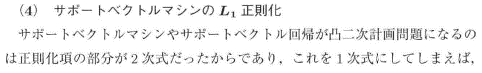 （4） サポートベクトルマシンの L₁ 正則化
サポートベクトルマシンやサポートベクトル回帰が凸二次計画問題になるの
は正則化項の部分が 2 次式だったからであり，これを 1 次式にしてしまえば，